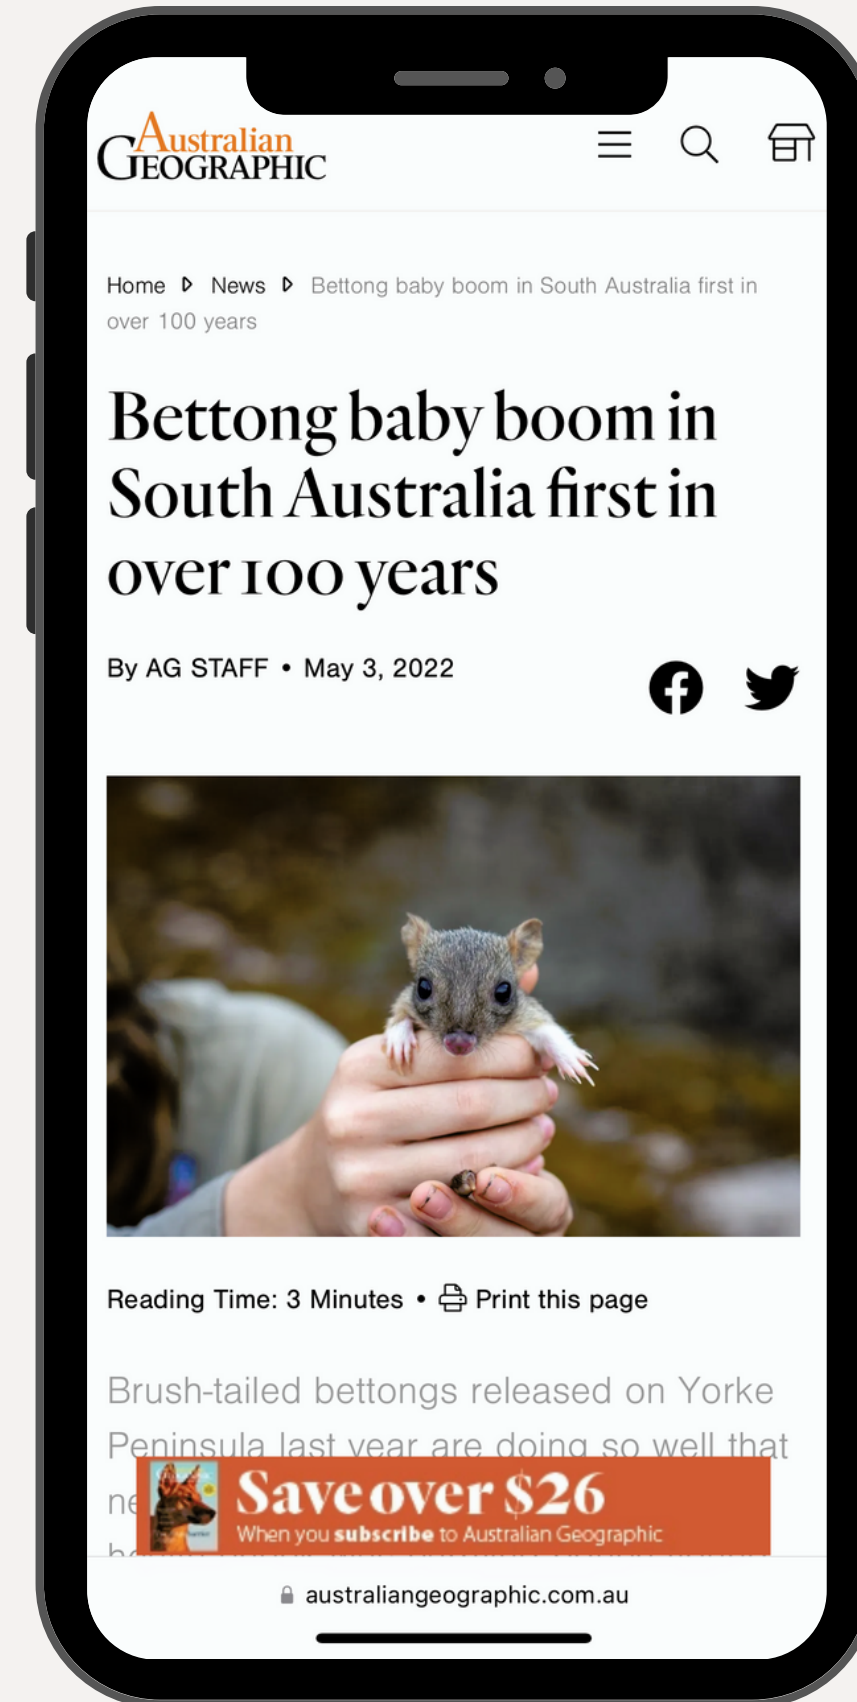 Australian
GEOGRAPHIC
Home News Bettong baby boom in South Australia first in
over 100 years
Bettong baby boom in
South Australia first in
over 100 years
By AG STAFF • May 3, 2022
Reading Time: 3 Minutes • Print this page
Brush-tailed bettongs released on Yorke
Peninsula last year are doing so well that
Save over $26
When you subscribe to Australian Geographic
australiangeographic.com.au